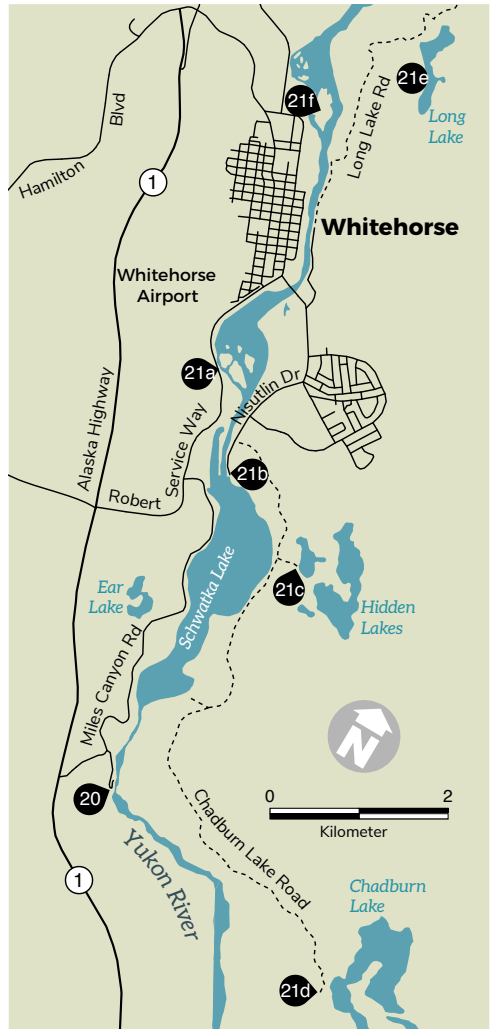 21e
21f
Long
Lake
Long Lake Rd
Hamilton
Blvd
1
Whitehorse
Whitehorse
Airport
21a
Nisutlin Dr
Alaska Highway
Service Way
Robert
21b
Schwatka Lake
Ear
Lake
21c
Hidden
Lakes
Miles Canyon Rd
N
20
0
2
Kilometer
Chadburn Lake Road
Yukon River
1
Chadburn
Lake
21d